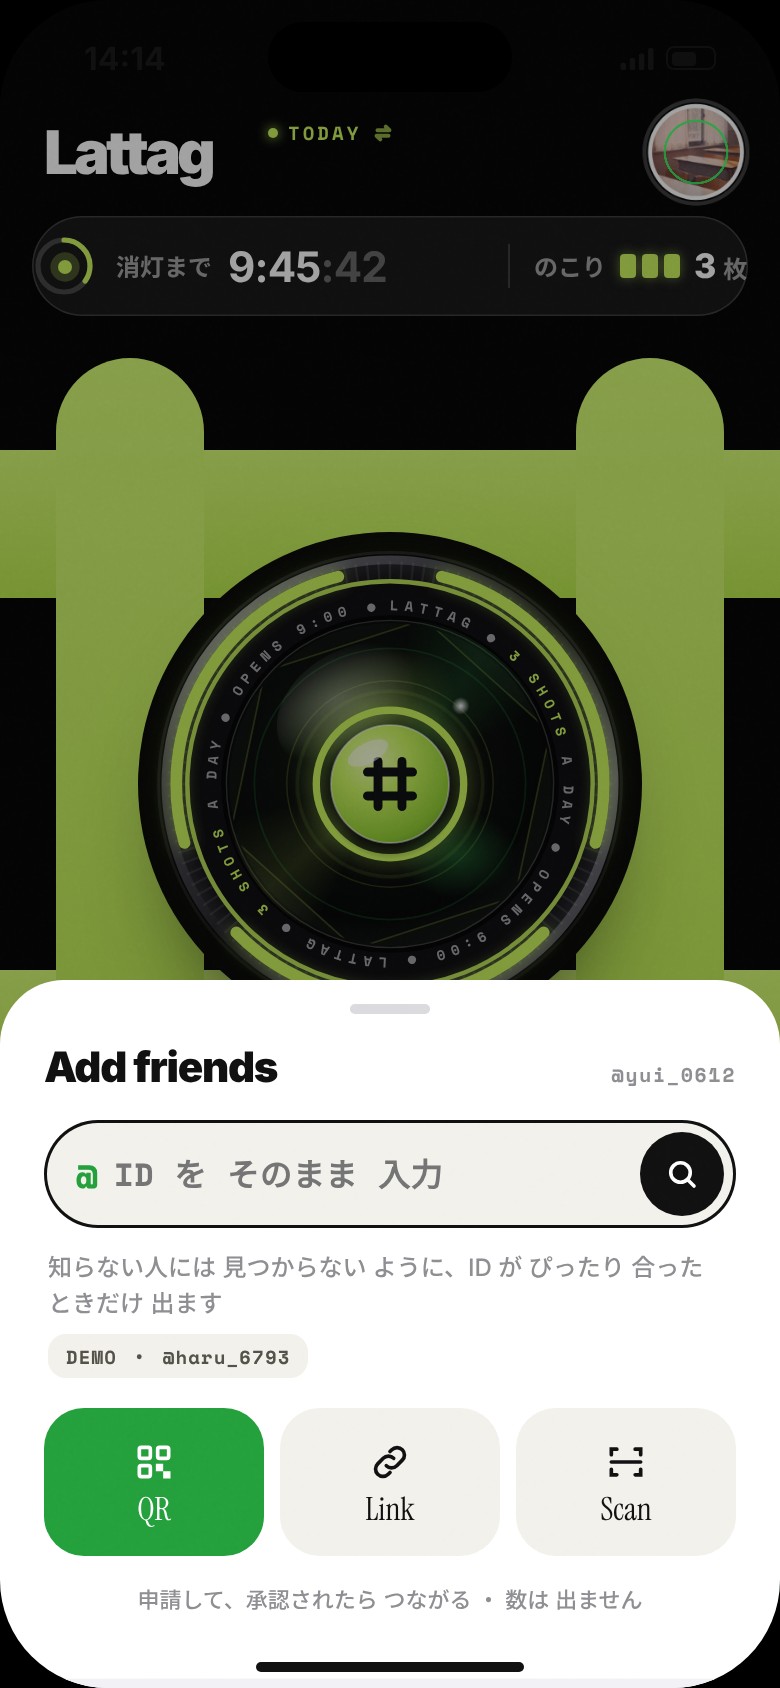 14:14
Lattag
TODAY
消灯まで 9:45:42
のこり 3 枚
LATTAG ● 3 SHOTS A DAY ● OPENS 9:00 ● LATTAG ● 3 SHOTS A DAY ● OPENS 9:00 ●
#
Add friends
@yui_0612
@ ID を そのまま 入力
知らない人には 見つからない ように、ID が ぴったり 合った
ときだけ 出ます
DEMO ・ @haru_6793
QR
Link
Scan
申請して、承認されたら つながる ・ 数は 出ません